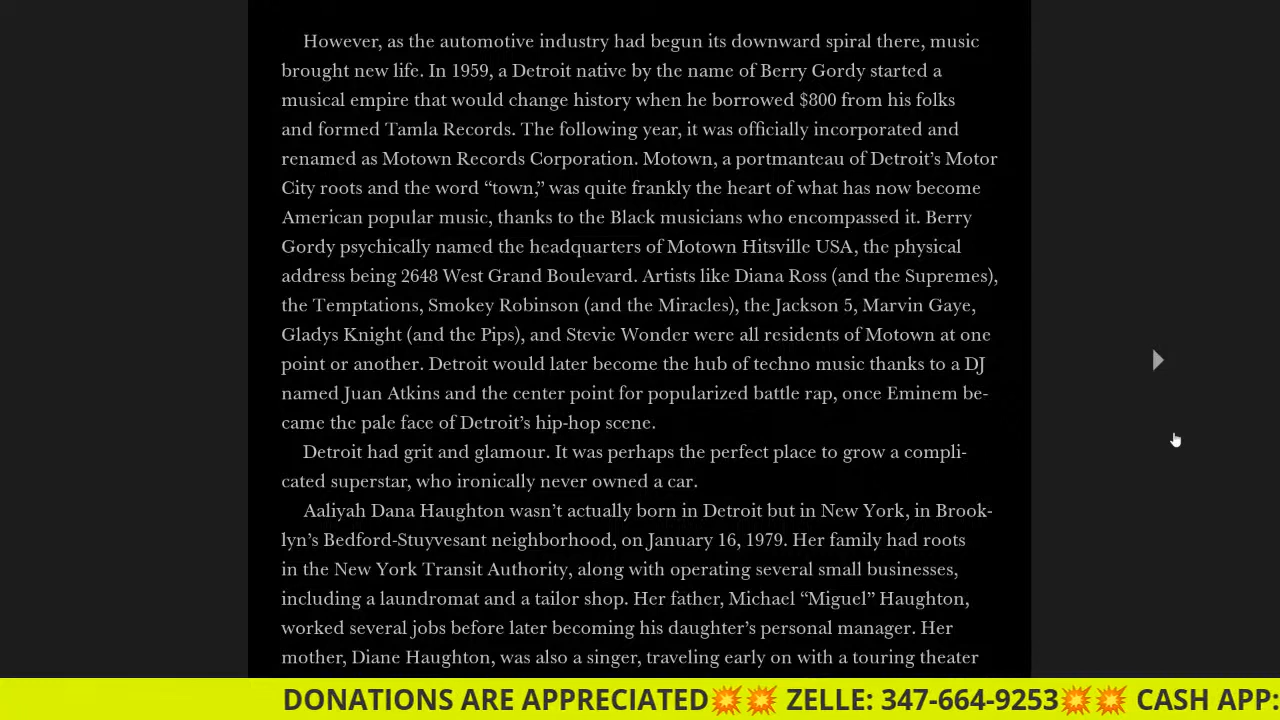 However, as the automotive industry had begun its downward spiral there, music
brought new life. In 1959, a Detroit native by the name of Berry Gordy started a
musical empire that would change history when he borrowed $800 from his folks
and formed Tamla Records. The following year, it was officially incorporated and
renamed as Motown Records Corporation. Motown, a portmanteau of Detroit’s Motor
City roots and the word “town,” was quite frankly the heart of what has now become
American popular music, thanks to the Black musicians who encompassed it. Berry
Gordy psychically named the headquarters of Motown Hitsville USA, the physical
address being 2648 West Grand Boulevard. Artists like Diana Ross (and the Supremes),
the Temptations, Smokey Robinson (and the Miracles), the Jackson 5, Marvin Gaye,
Gladys Knight (and the Pips), and Stevie Wonder were all residents of Motown at one
point or another. Detroit would later become the hub of techno music thanks to a DJ
named Juan Atkins and the center point for popularized battle rap, once Eminem be-
came the pale face of Detroit’s hip-hop scene.
Detroit had grit and glamour. It was perhaps the perfect place to grow a compli-
cated superstar, who ironically never owned a car.
Aaliyah Dana Haughton wasn’t actually born in Detroit but in New York, in Brook-
lyn’s Bedford-Stuyvesant neighborhood, on January 16, 1979. Her family had roots
in the New York Transit Authority, along with operating several small businesses,
including a laundromat and a tailor shop. Her father, Michael “Miguel” Haughton,
worked several jobs before later becoming his daughter’s personal manager. Her
mother, Diane Haughton, was also a singer, traveling early on with a touring theater
DONATIONS ARE APPRECIATED💥💥 ZELLE: 347-664-9253💥💥 CASH APP: